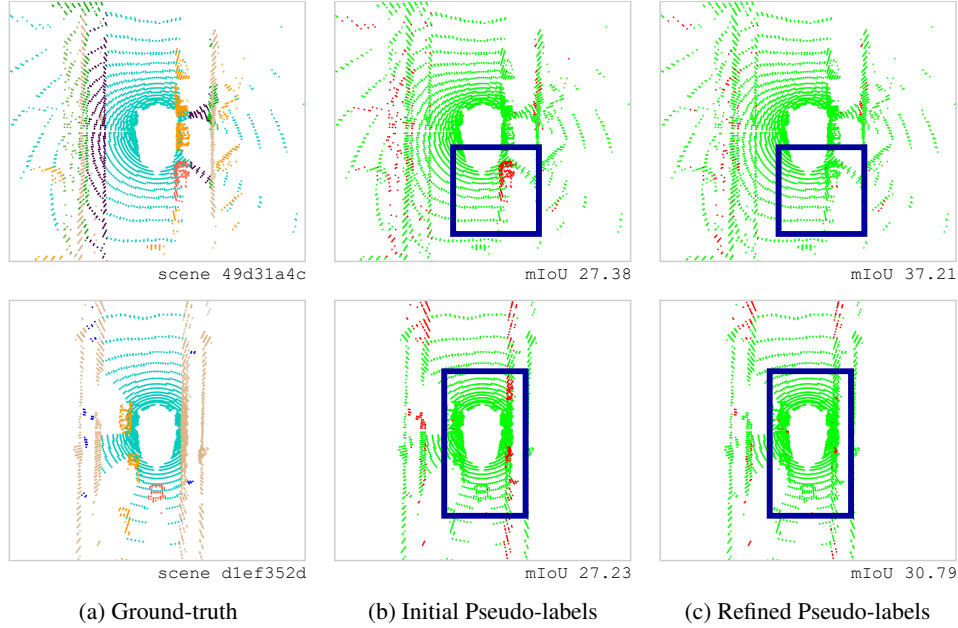 scene 49d31a4c
mIoU 27.38
mIoU 37.21
scene d1ef352d
mIoU 27.23
mIoU 30.79
(a) Ground-truth
(b) Initial Pseudo-labels
(c) Refined Pseudo-labels